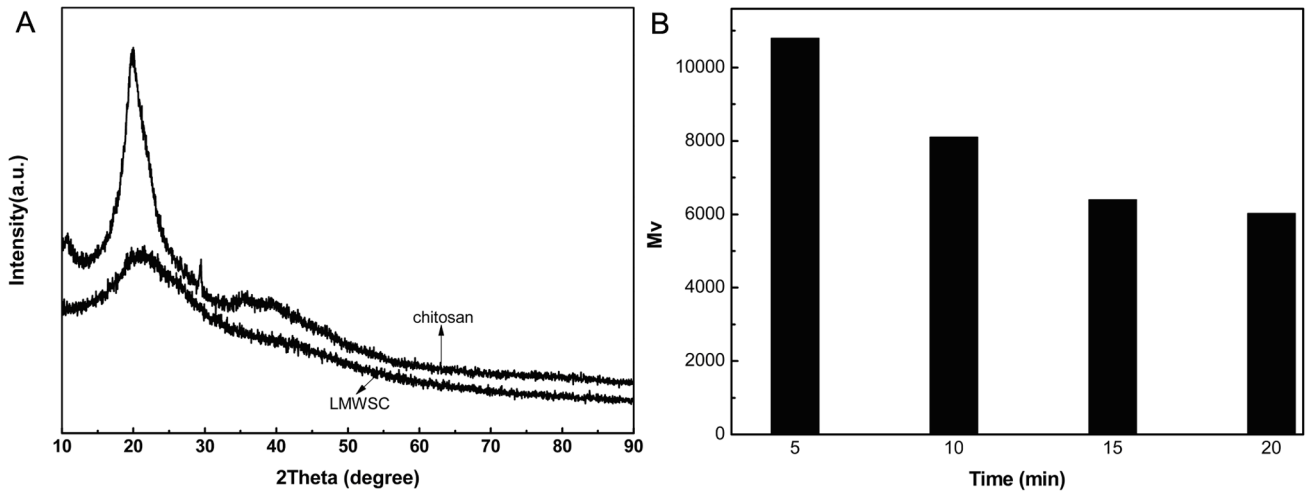 A
Intensity(a.u.)
chitosan
LMWSC
10 20 30 40 50 60 70 80 90
2Theta (degree)
B
Mv
10000
8000
6000
4000
2000
0
5 10 15 20
Time (min)